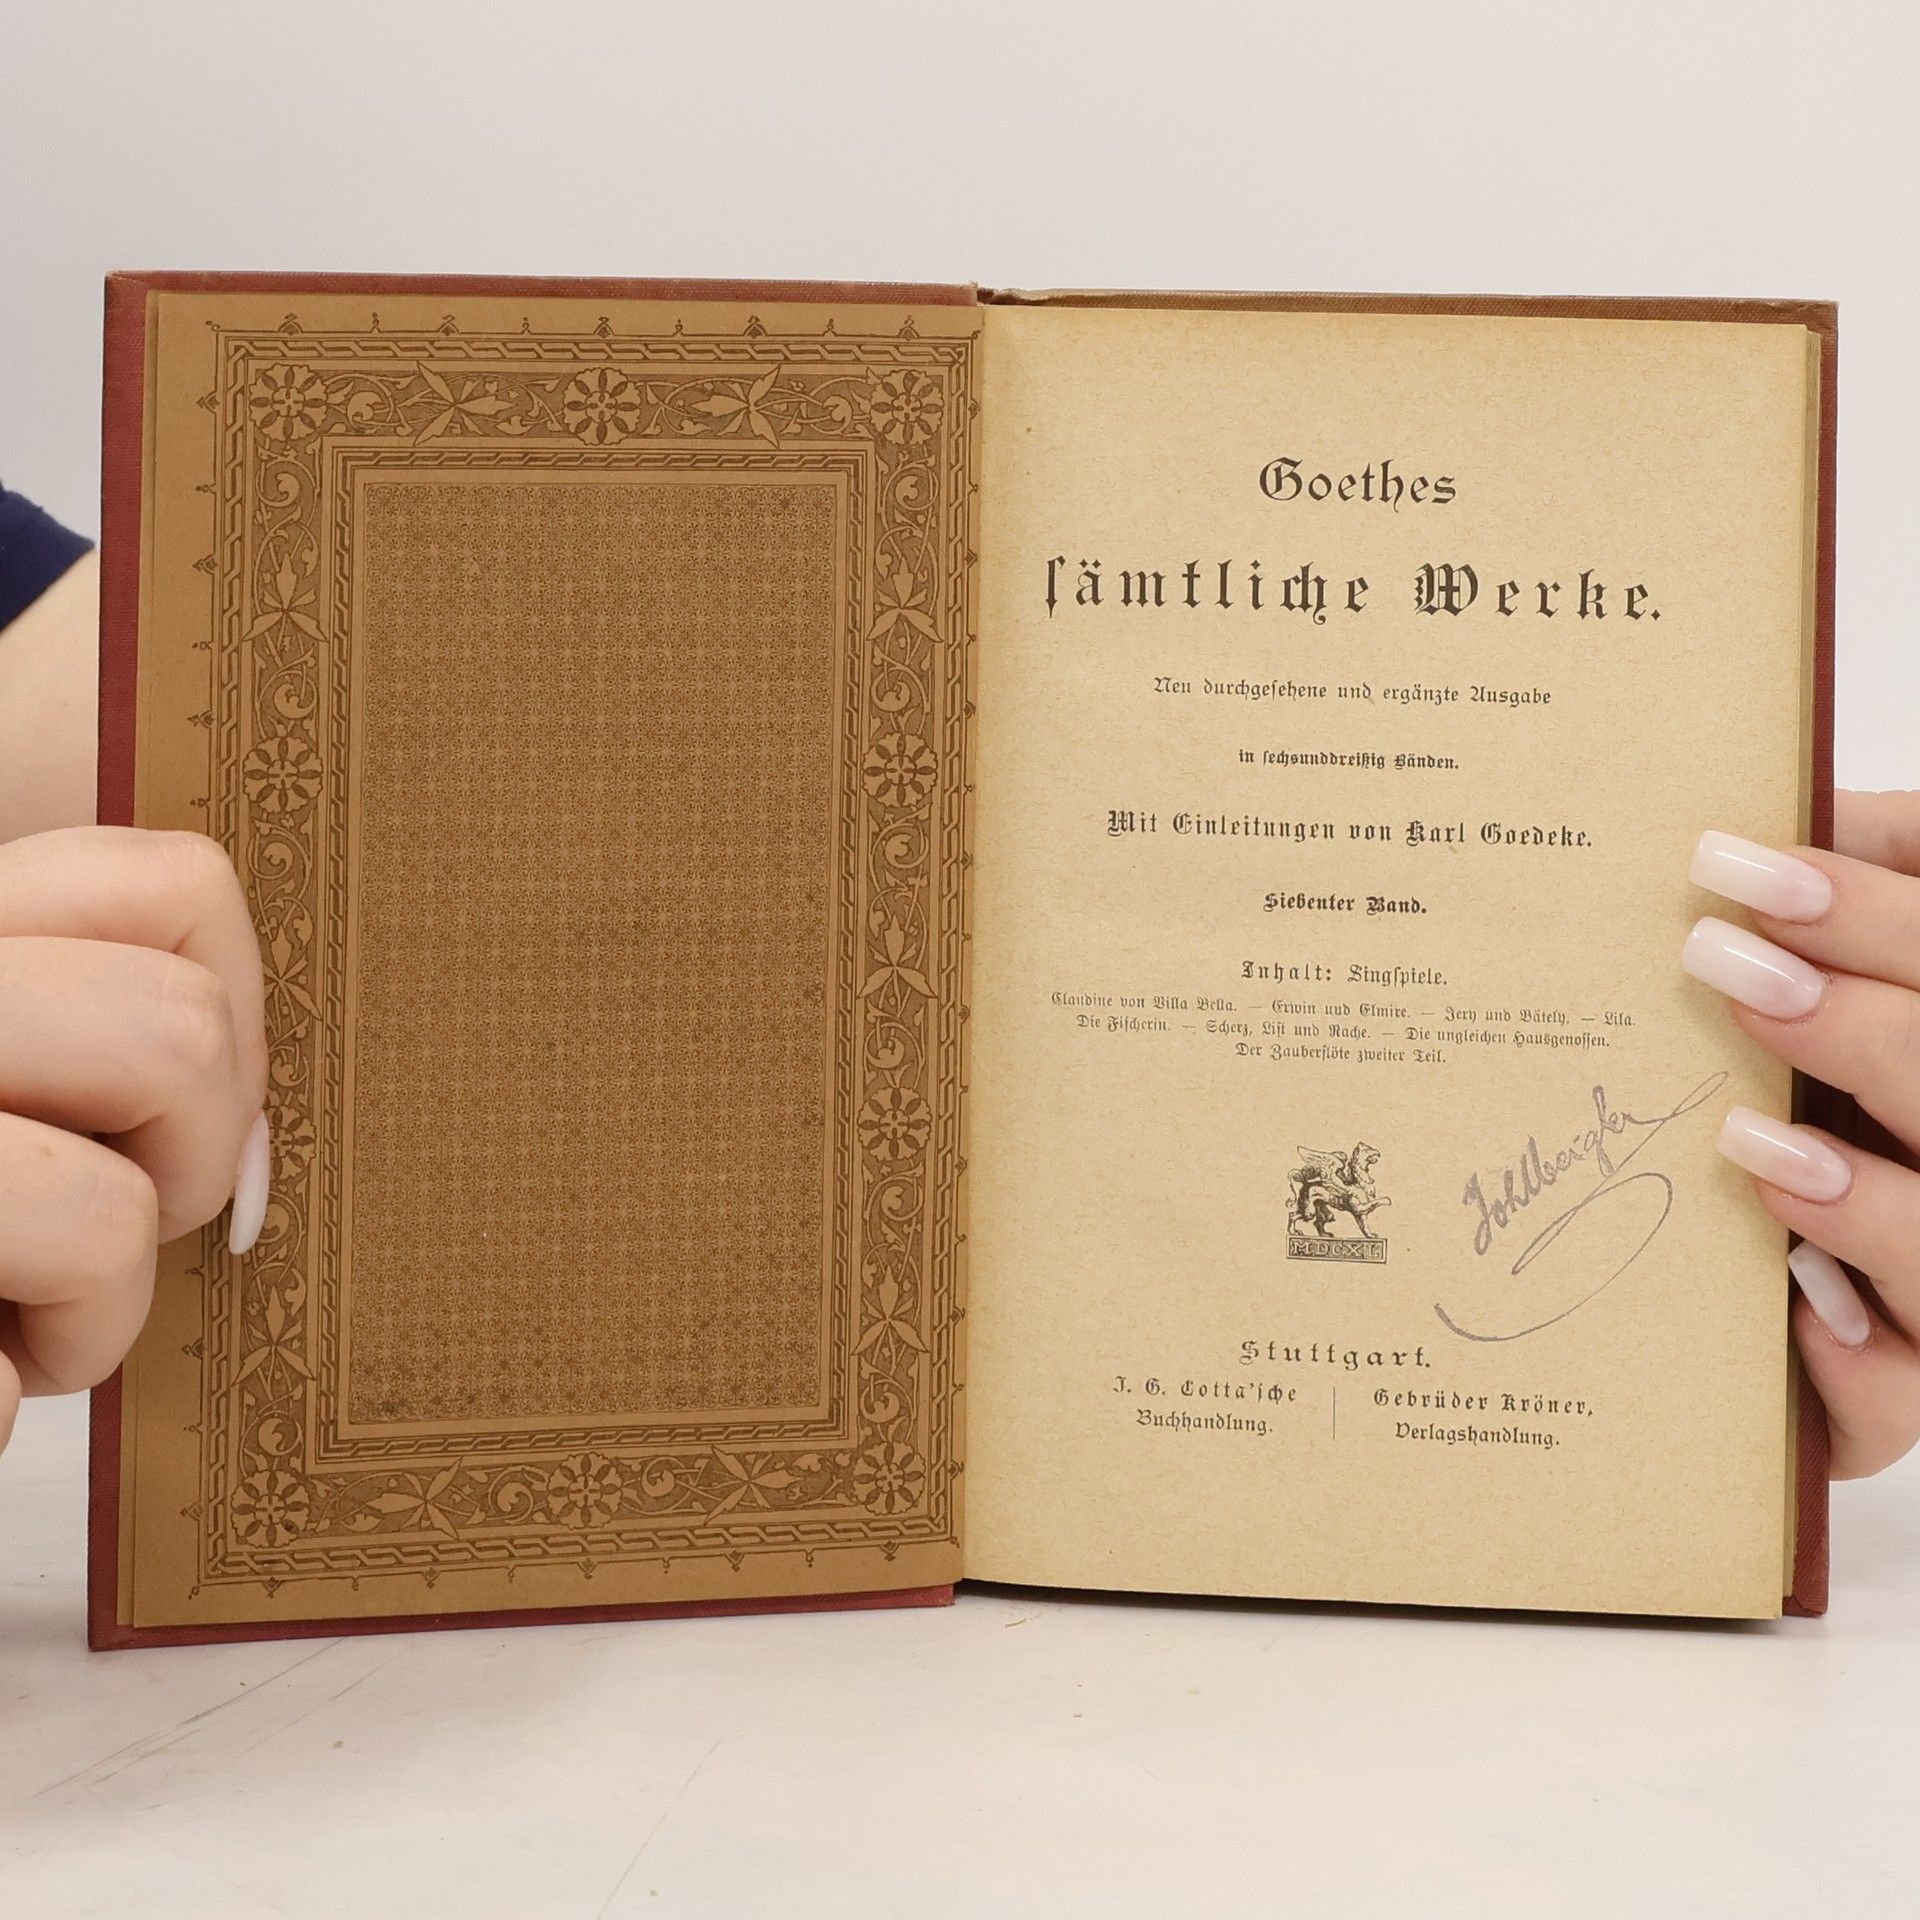 Goethes
ſämtliche Werke.
Neu durchgeſehene und ergänzte Ausgabe
in ſechsunddreißig Bänden.
Mit Einleitungen von Karl Goedeke.
Siebenter Band.
Inhalt: Singſpiele.
Claudine von Villa Bella. — Erwin und Elmire. — Jery und Bätely. — Lila.
Die Fiſcherin. — Scherz, Liſt und Rache. — Die ungleichen Hausgenoſſen.
Der Zauberflöte zweiter Teil.
MDCXL
Stuttgart.
J. G. Cotta'ſche
Buchhandlung.
Gebrüder Kröner,
Verlagshandlung.